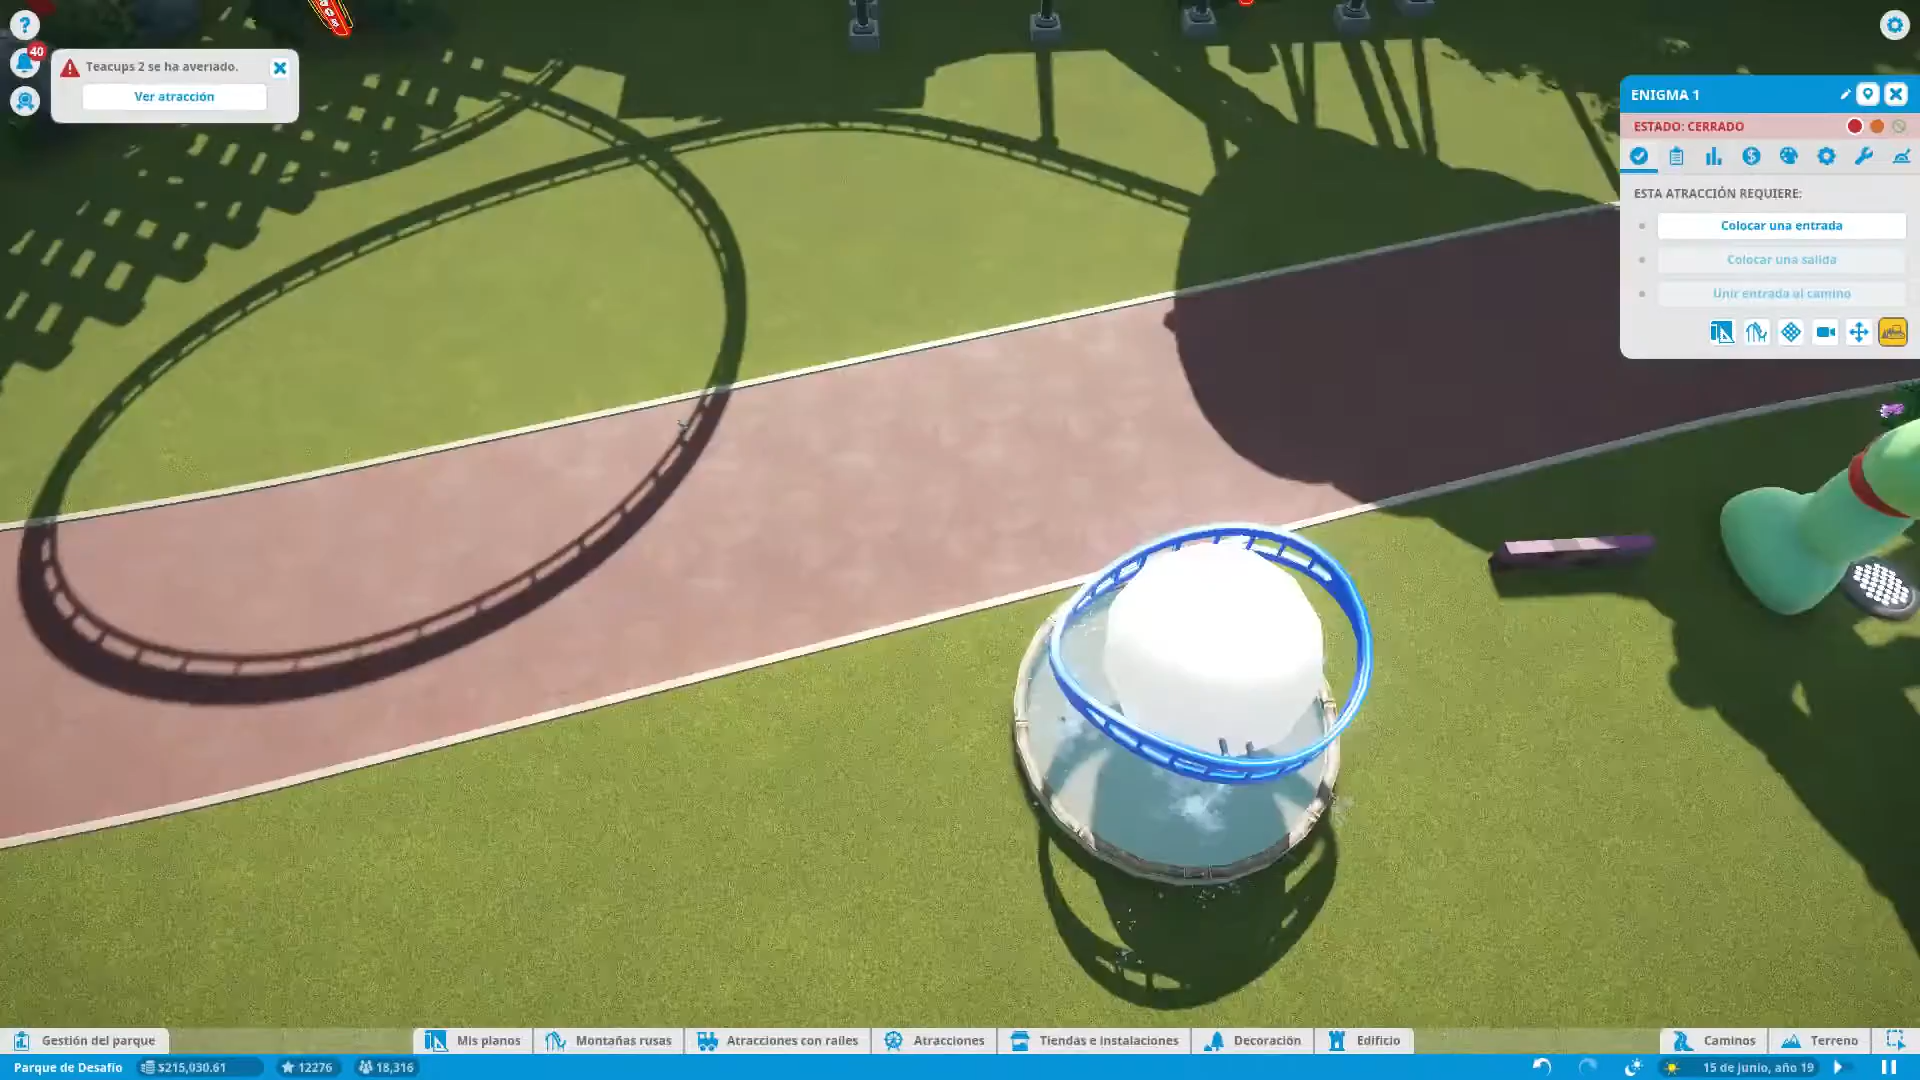 ?
40
Teacups 2 se ha averiado.
Ver atracción
ENIGMA 1
ESTADO: CERRADO
ESTA ATRACCIÓN REQUIERE:
Colocar una entrada
Colocar una salida
Unir entrada al camino
Gestión del parque
Mis planos
Montañas rusas
Atracciones con raíles
Atracciones
Tiendas e instalaciones
Decoración
Edificio
Caminos
Terreno
Parque de Desafío
$215,030.61
12276
18,316
15 de junio, año 19